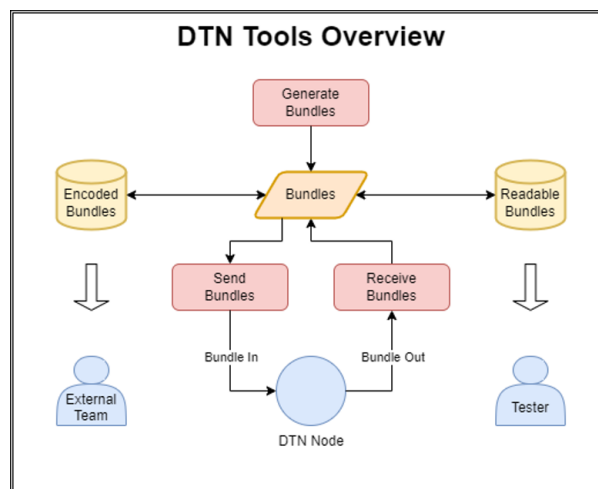 DTN Tools Overview
Generate
Bundles
Encoded
Bundles
Bundles
Readable
Bundles
Send
Bundles
Receive
Bundles
Bundle In
Bundle Out
External
Team
DTN Node
Tester